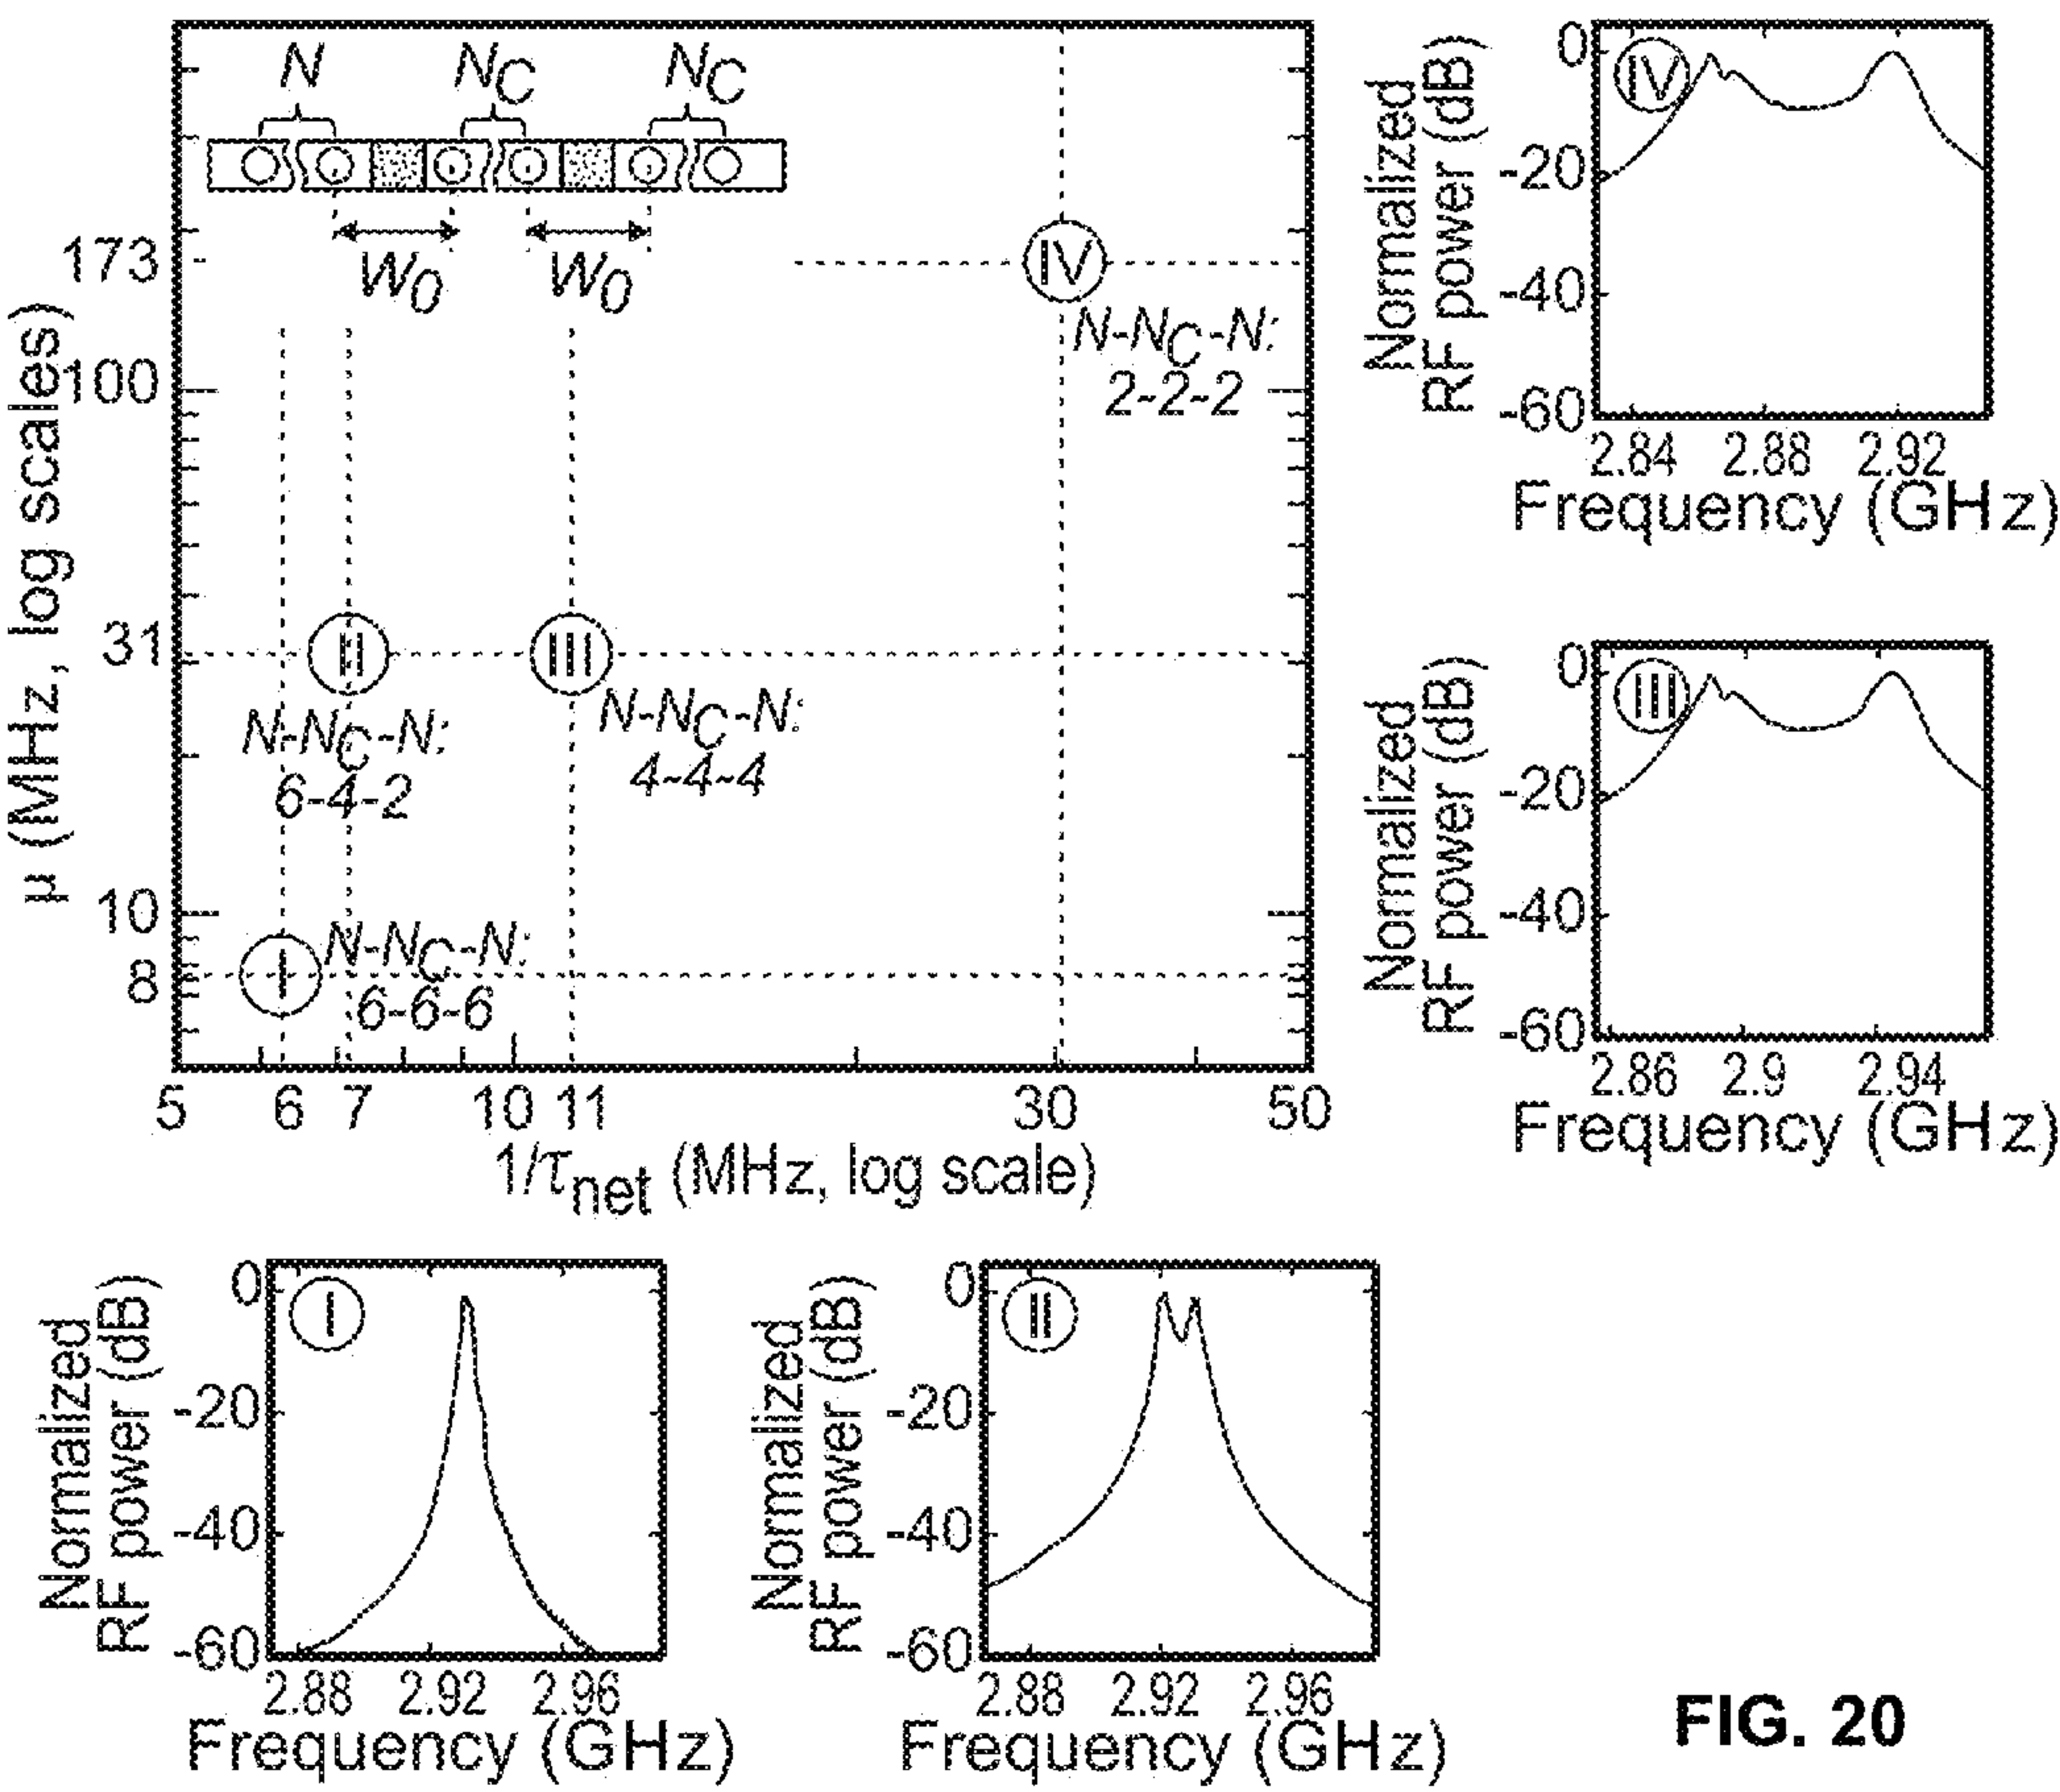 N NC NC
W0 W0
μ (MHz, log scales)
173
100
31
10
8
IV
N-NC-N:
2-2-2
II
N-NC-N:
6-4-2
III
N-NC-N:
4-4-4
I
N-NC-N:
6-6-6
5 6 7 10 11 30 50
1/τnet (MHz, log scale)
Normalized
RF power (dB)
IV
0
-20
-40
-60
2.84 2.88 2.92
Frequency (GHz)
Normalized
RF power (dB)
III
0
-20
-40
-60
2.86 2.9 2.94
Frequency (GHz)
Normalized
RF power (dB)
I
0
-20
-40
-60
2.88 2.92 2.96
Frequency (GHz)
Normalized
RF power (dB)
II
0
-20
-40
-60
2.88 2.92 2.96
Frequency (GHz)
FIG. 20